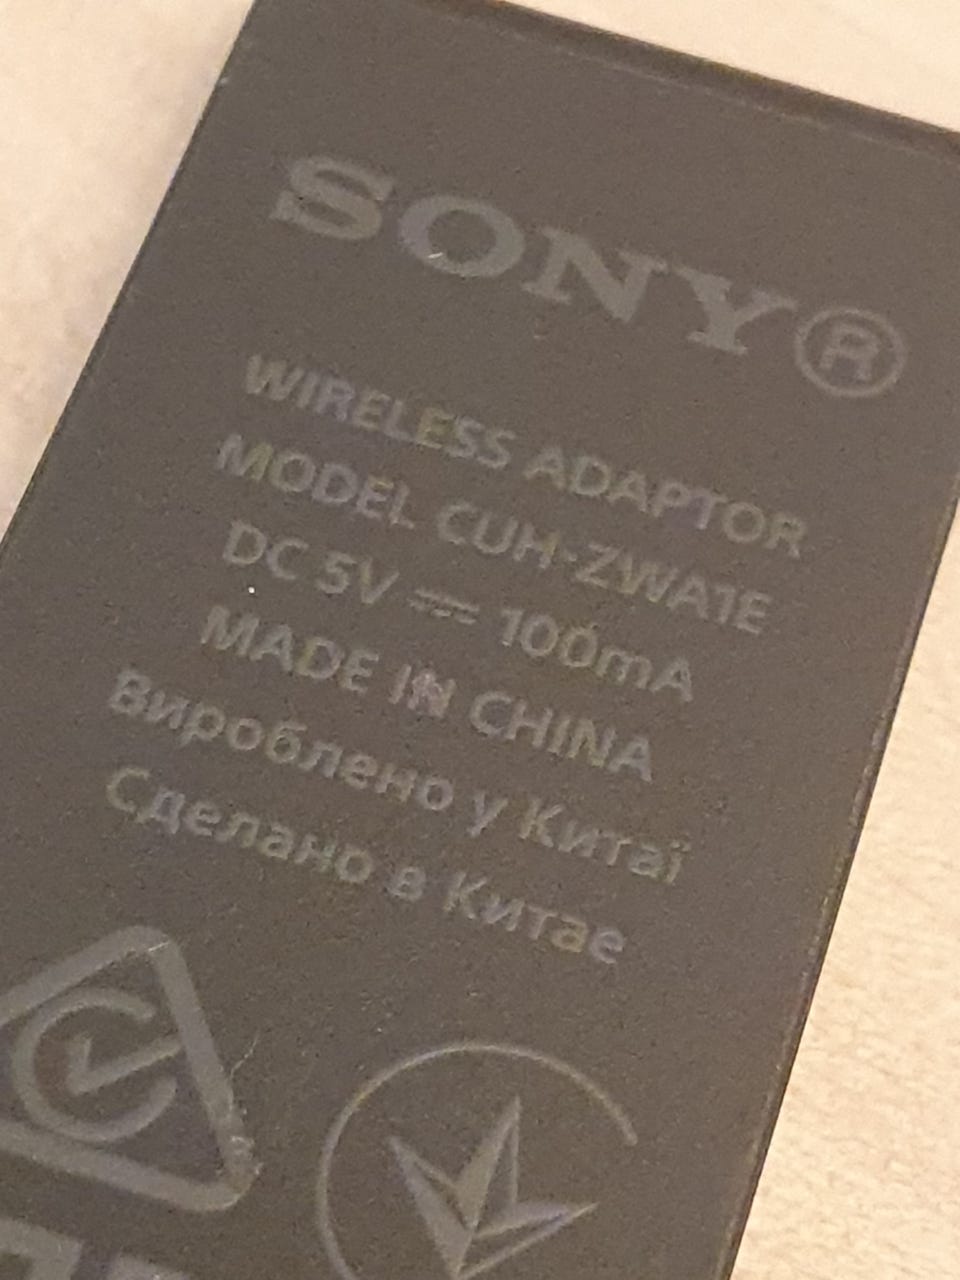 SONY®
WIRELESS ADAPTOR
MODEL CUH-ZWA1E
DC 5V ⎓ 100mA
MADE IN CHINA
Вироблено у Китаї
Сделано в Китае